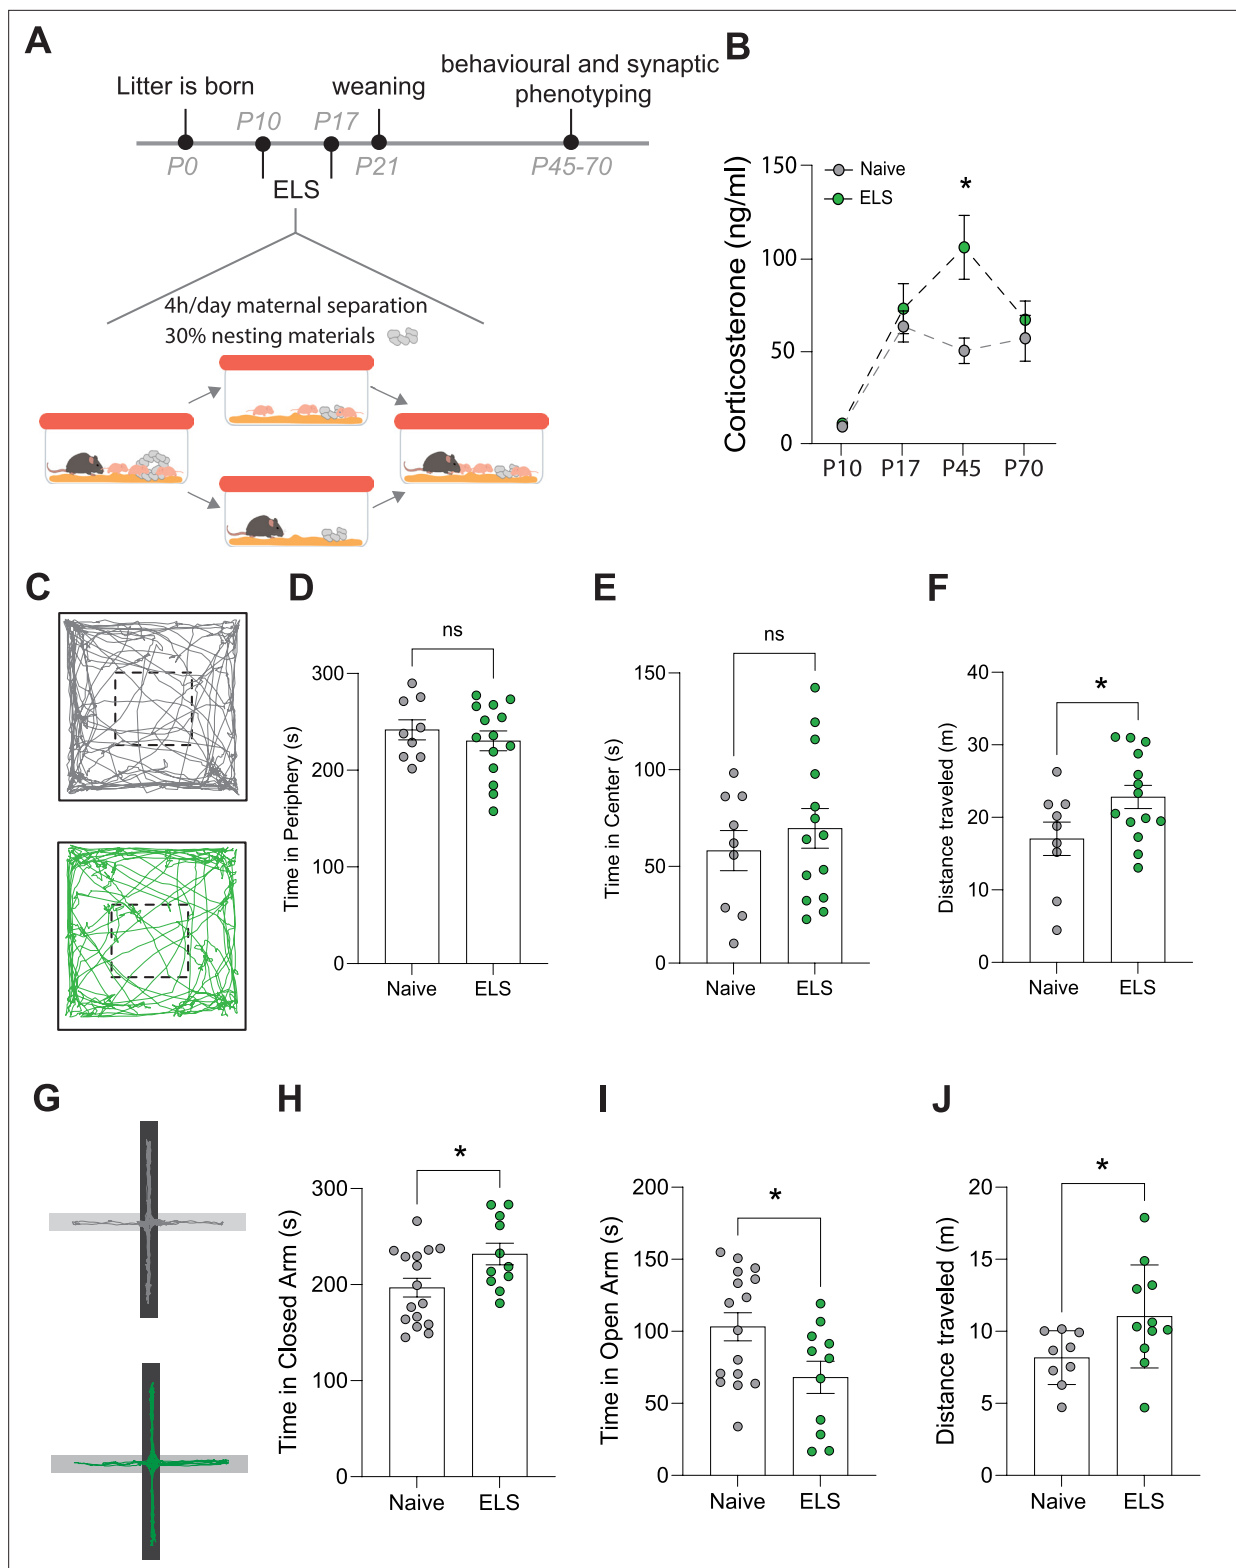 A
Litter is born
weaning
behavioural and synaptic
phenotyping
P10
P17
P0
P21
P45-70
ELS
4h/day maternal separation
30% nesting materials
B
Corticosterone (ng/ml)
150
100
50
0
Naive
ELS
*
P10
P17
P45
P70
C
D
ns
Time in Periphery (s)
300
200
100
0
Naive
ELS
E
ns
Time in Center (s)
150
100
50
0
Naive
ELS
F
*
Distance traveled (m)
40
30
20
10
0
Naive
ELS
G
H
*
Time in Closed Arm (s)
300
200
100
0
Naive
ELS
I
*
Time in Open Arm (s)
200
150
100
50
0
Naive
ELS
J
*
Distance traveled (m)
20
15
10
5
0
Naive
ELS